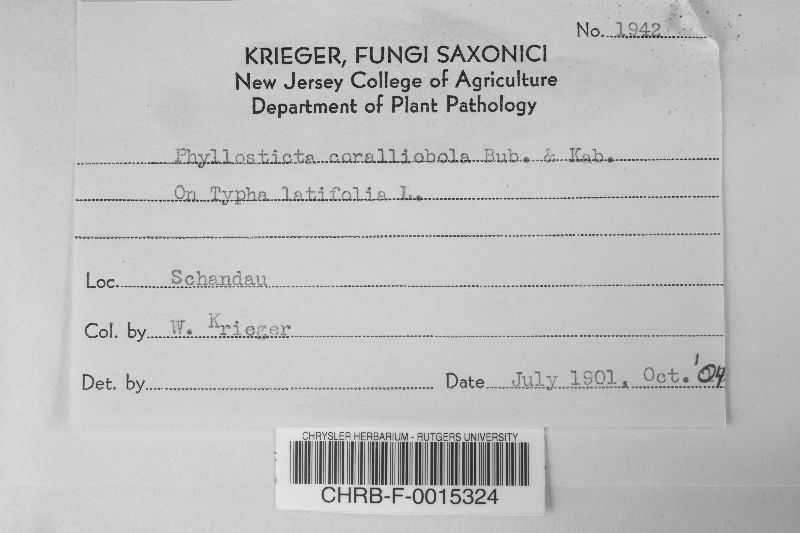 No. 1942
KRIEGER, FUNGI SAXONICI
New Jersey College of Agriculture
Department of Plant Pathology
Phyllosticta coralliobola Bub. & Kab.
On Typha latifolia L.
Loc. Schandau
Col. by W. Krieger
Det. by
Date July 1901, Oct. '04
CHRYSLER HERBARIUM - RUTGERS UNIVERSITY
CHRB-F-0015324